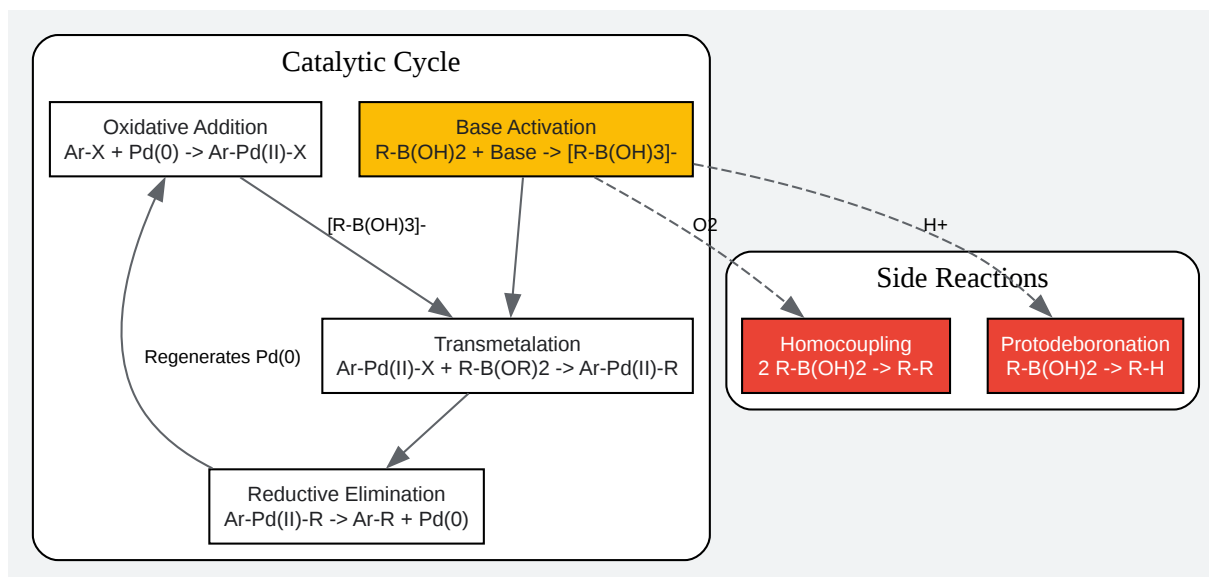 Catalytic Cycle
Oxidative Addition
Ar-X + Pd(0) -> Ar-Pd(II)-X
Base Activation
R-B(OH)2 + Base -> [R-B(OH)3]-
[R-B(OH)3]-
O2
H+
Side Reactions
Transmetalation
Ar-Pd(II)-X + R-B(OR)2 -> Ar-Pd(II)-R
Homocoupling
2 R-B(OH)2 -> R-R
Protodeboronation
R-B(OH)2 -> R-H
Regenerates Pd(0)
Reductive Elimination
Ar-Pd(II)-R -> Ar-R + Pd(0)